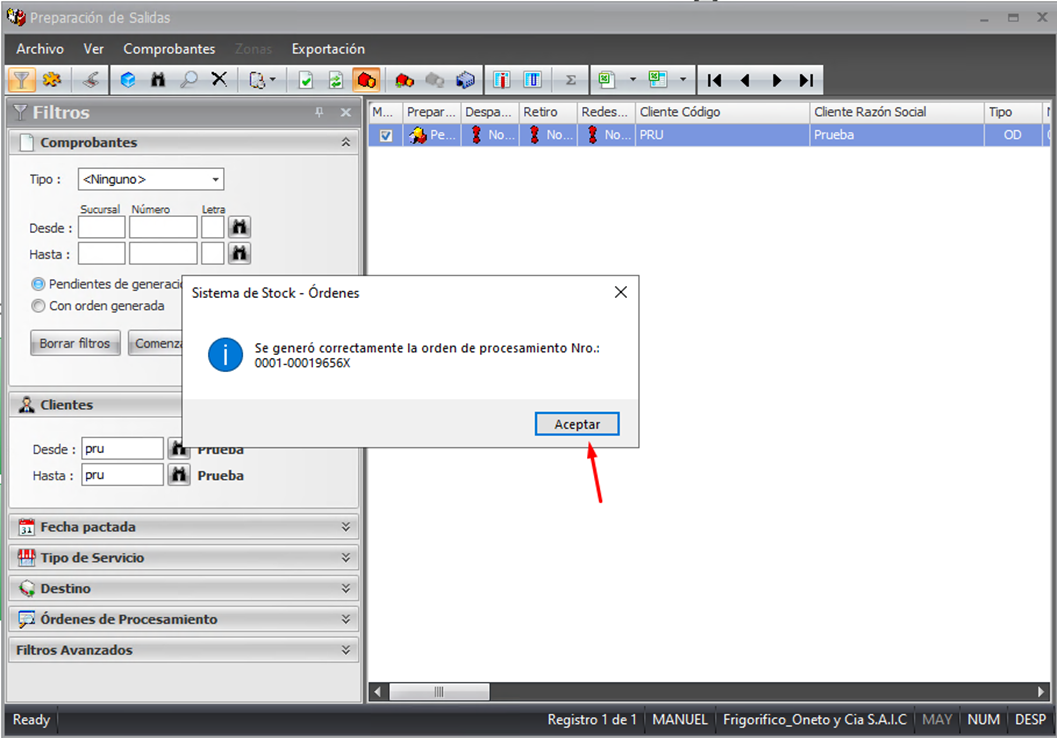 Preparación de Salidas
Archivo Ver Comprobantes Zonas Exportación
Filtros
Comprobantes
Tipo : <Ninguno>
Sucursal Número Letra
Desde :
Hasta :
Pendientes de generació
Con orden generada
Borrar filtros Comenza
Clientes
Desde : pru Prueba
Hasta : pru Prueba
Fecha pactada
Tipo de Servicio
Destino
Órdenes de Procesamiento
Filtros Avanzados
M... Prepar... Despa... Retiro Redes... Cliente Código Cliente Razón Social Tipo
Pe... No... No... No... PRU Prueba OD
Sistema de Stock - Órdenes
Se generó correctamente la orden de procesamiento Nro.:
0001-00019656X
Aceptar
Ready Registro 1 de 1 MANUEL Frigorifico_Oneto y Cia S.A.I.C MAY NUM DESP